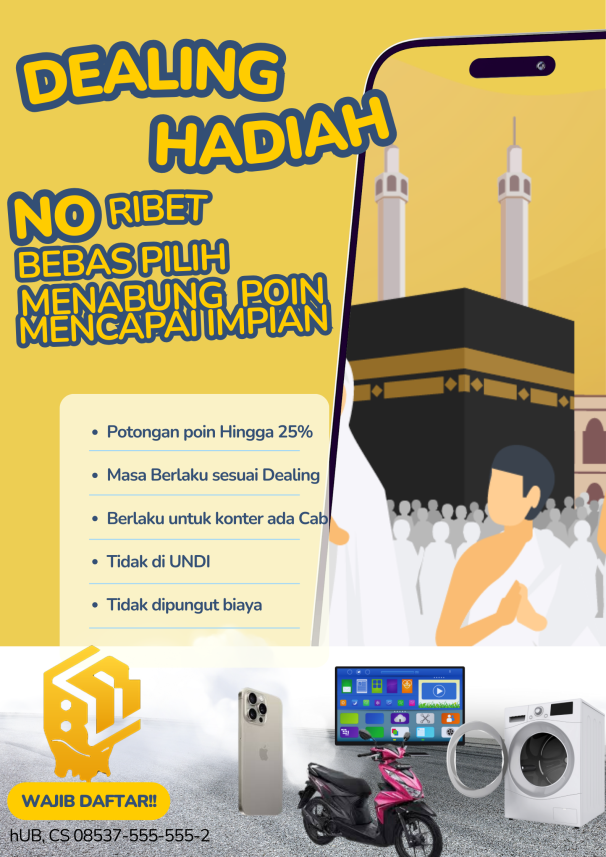 DEALING
HADIAH
NO RIBET
BEBAS PILIH
MENABUNG POIN
MENCAPAI IMPIAN
• Potongan poin Hingga 25%
• Masa Berlaku sesuai Dealing
• Berlaku untuk konter ada Cab
• Tidak di UNDI
• Tidak dipungut biaya
WAJIB DAFTAR!!
hUB, CS 08537-555-555-2